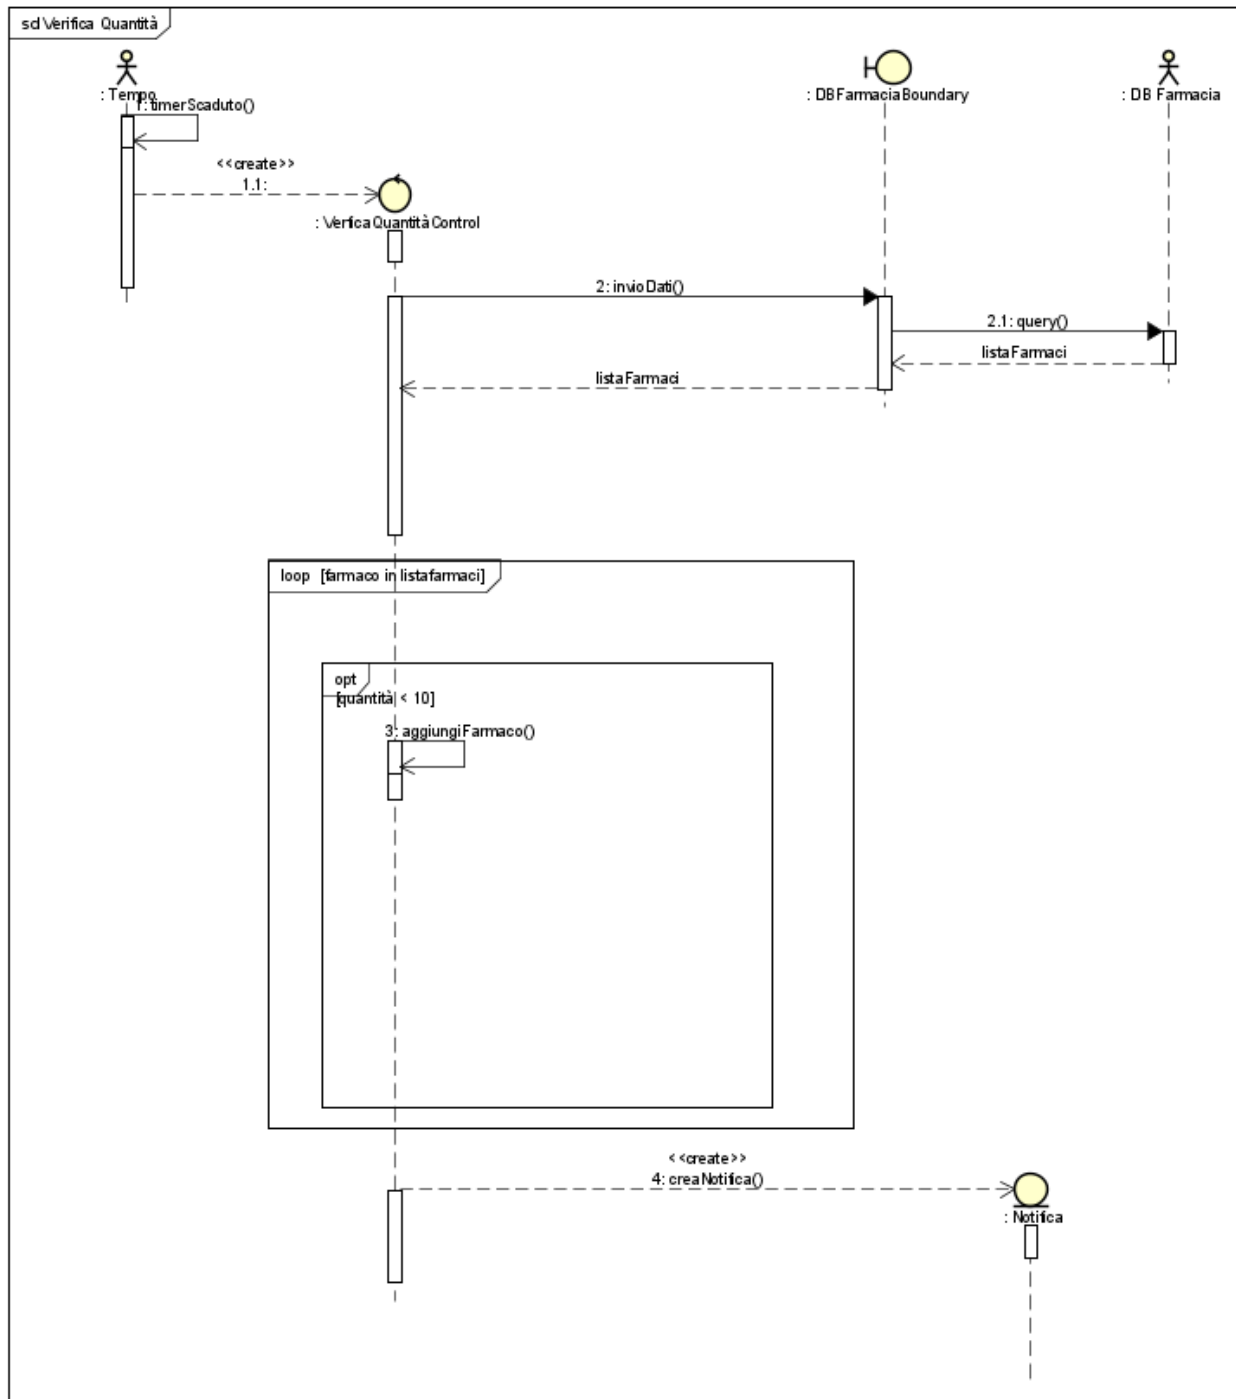 sd Verifica Quantità
: Tempo
: DBFarmaciaBoundary
: DB Farmacia
1: timerScaduto()
<<create>>
1.1:
: VerficaQuantitàControl
2: invioDati()
2.1: query()
listaFarmaci
listaFarmaci
loop [farmaco in listafarmaci]
opt
[quantità < 10]
3: aggiungiFarmaco()
<<create>>
4: creaNotifica()
: Notifica